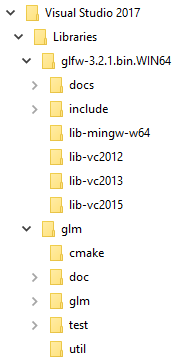 Visual Studio 2017
Libraries
glfw-3.2.1.bin.WIN64
docs
include
lib-mingw-w64
lib-vc2012
lib-vc2013
lib-vc2015
glm
cmake
doc
glm
test
util